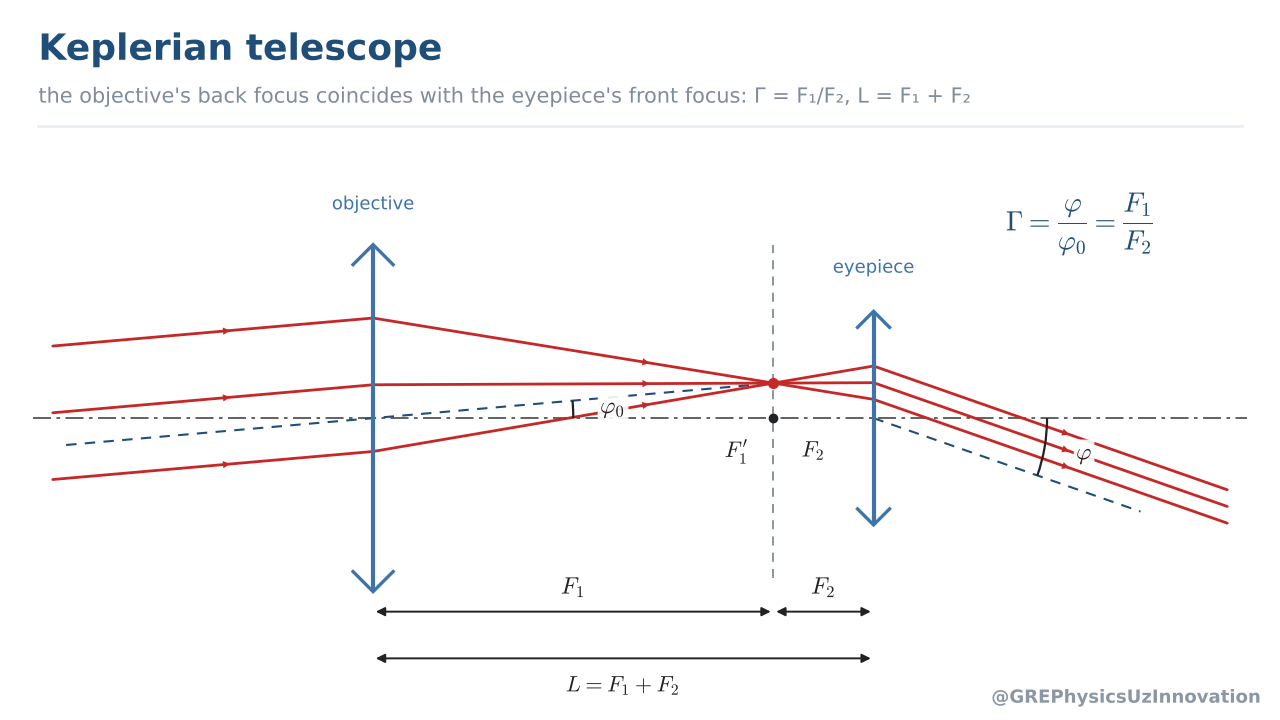 Keplerian telescope
the objective's back focus coincides with the eyepiece's front focus: Γ = F₁/F₂, L = F₁ + F₂
objective
eyepiece
Γ = φ/φ₀ = F₁/F₂
φ₀
F₁′
F₂
φ
F₁
F₂
L = F₁ + F₂
@GREPhysicsUzInnovation